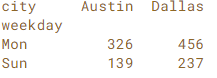 city     Austin  Dallas
weekday
Mon         326     456
Sun         139     237